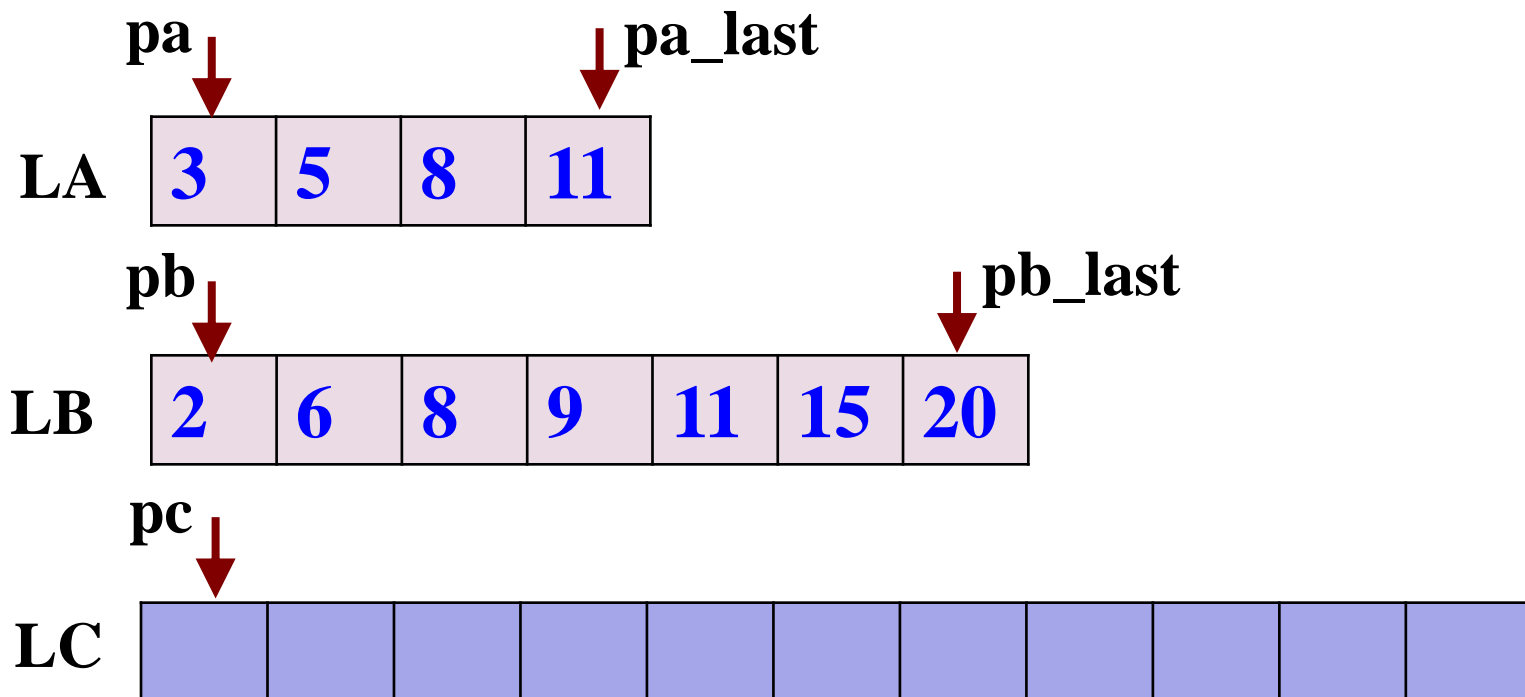 pa pa_last
LA 3 5 8 11
pb pb_last
LB 2 6 8 9 11 15 20
pc
LC